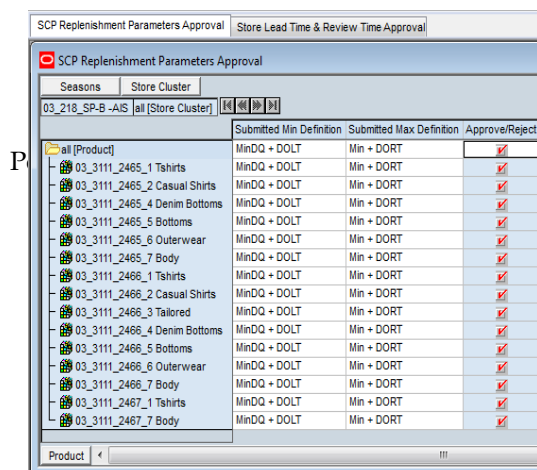 SCP Replenishment Parameters Approval Store Lead Time & Review Time Approval
SCP Replenishment Parameters Approval
Seasons Store Cluster
03_218_SP-B -AIS all [Store Cluster]
Submitted Min Definition Submitted Max Definition Approve/Reject
all [Product] MinDQ + DOLT Min + DORT
03_3111_2465_1 Tshirts MinDQ + DOLT Min + DORT
03_3111_2465_2 Casual Shirts MinDQ + DOLT Min + DORT
03_3111_2465_4 Denim Bottoms MinDQ + DOLT Min + DORT
03_3111_2465_5 Bottoms MinDQ + DOLT Min + DORT
03_3111_2465_6 Outerwear MinDQ + DOLT Min + DORT
03_3111_2465_7 Body MinDQ + DOLT Min + DORT
03_3111_2466_1 Tshirts MinDQ + DOLT Min + DORT
03_3111_2466_2 Casual Shirts MinDQ + DOLT Min + DORT
03_3111_2466_3 Tailored MinDQ + DOLT Min + DORT
03_3111_2466_4 Denim Bottoms MinDQ + DOLT Min + DORT
03_3111_2466_5 Bottoms MinDQ + DOLT Min + DORT
03_3111_2466_6 Outerwear MinDQ + DOLT Min + DORT
03_3111_2466_7 Body MinDQ + DOLT Min + DORT
03_3111_2467_1 Tshirts MinDQ + DOLT Min + DORT
03_3111_2467_7 Body MinDQ + DOLT Min + DORT
Product